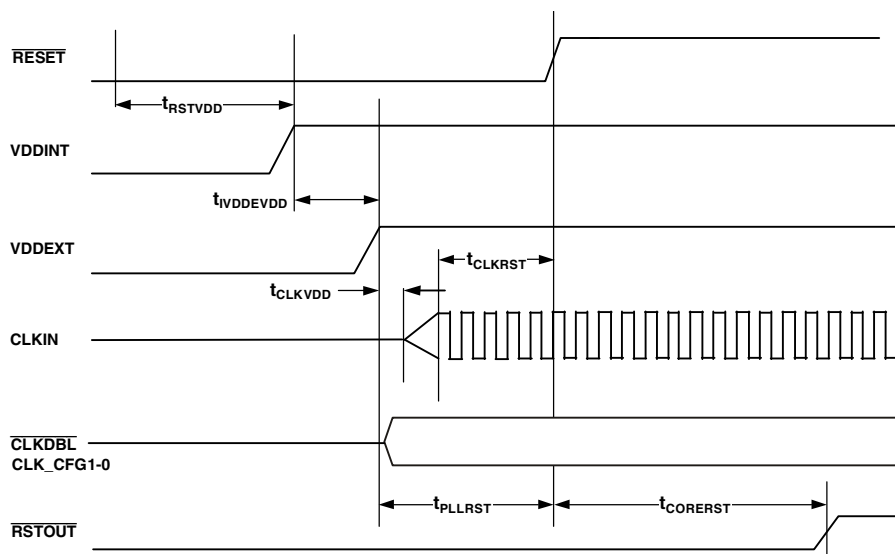 RESET
tRSTVDD
VDDINT
tIVDDEVDD
VDDEXT
tCLKRST
tCLKVDD
CLKIN
CLKDBL
CLK_CFG1-0
tPLLRST
tCORERST
RSTOUT